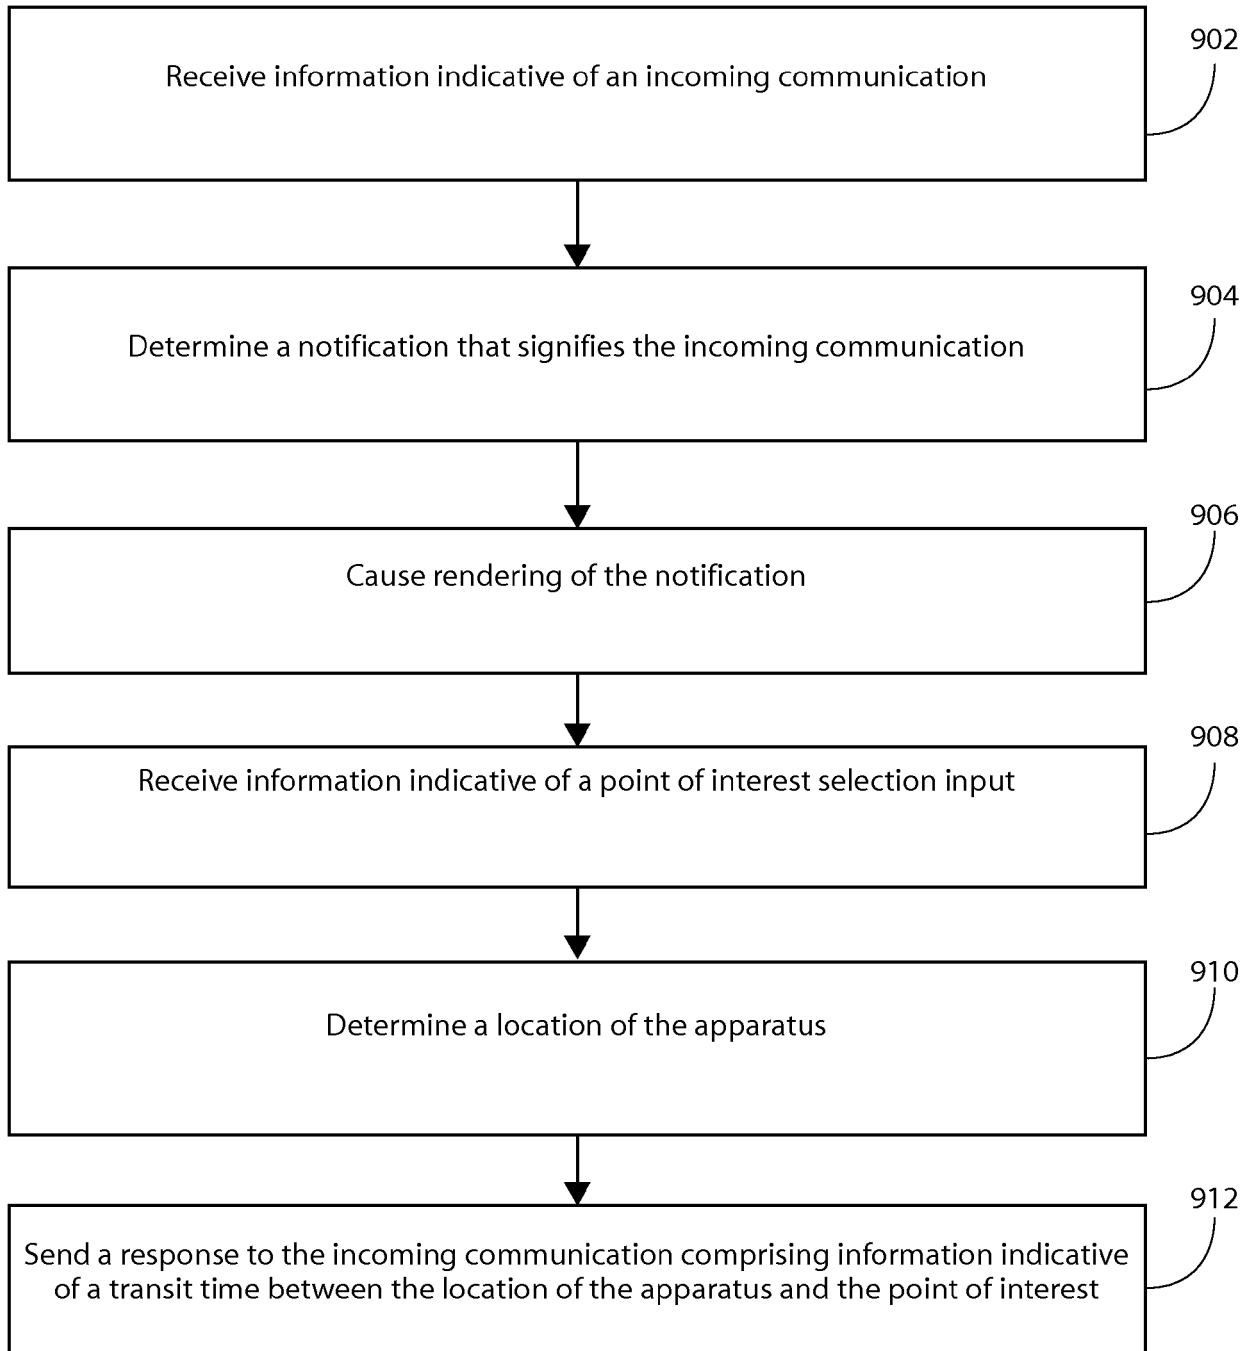 902
Receive information indicative of an incoming communication
904
Determine a notification that signifies the incoming communication
906
Cause rendering of the notification
908
Receive information indicative of a point of interest selection input
910
Determine a location of the apparatus
912
Send a response to the incoming communication comprising information indicative
of a transit time between the location of the apparatus and the point of interest